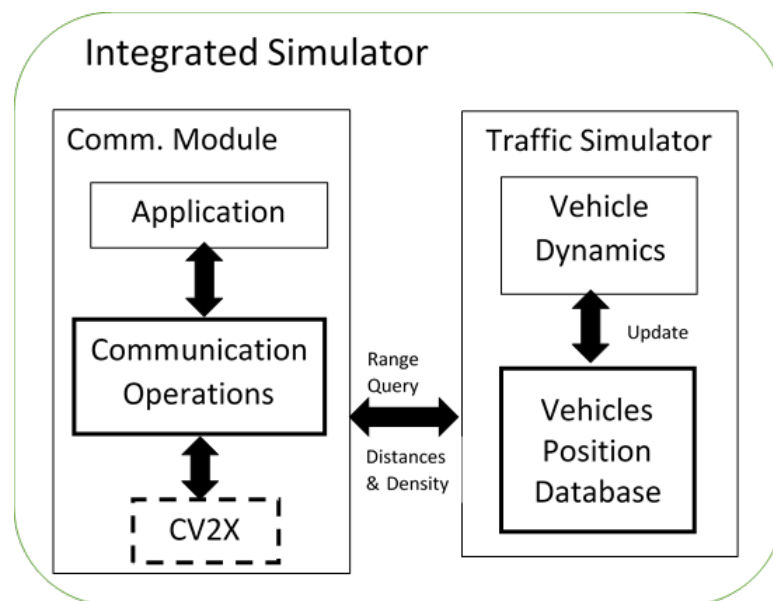 Integrated Simulator
Comm. Module
Application
Communication
Operations
CV2X
Range
Query
Distances
& Density
Traffic Simulator
Vehicle
Dynamics
Update
Vehicles
Position
Database